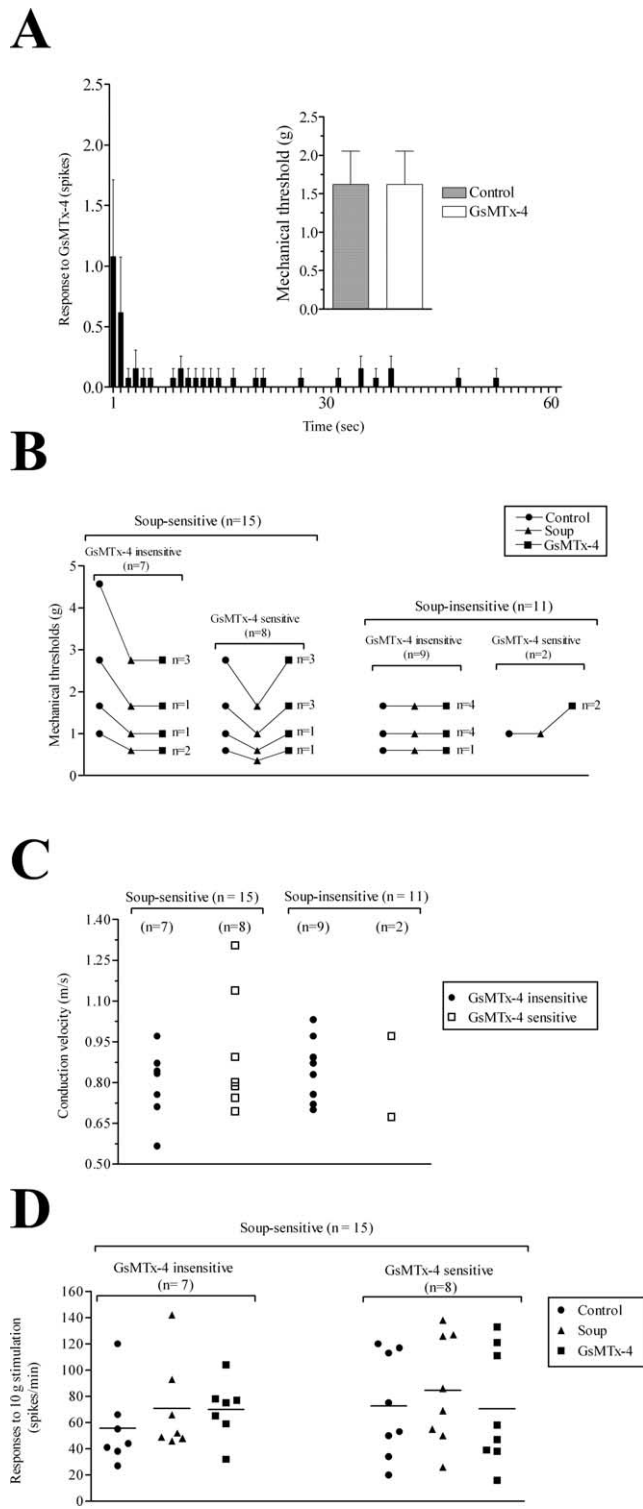 A
Response to GsMTx-4 (spikes)
2.5
2.0
1.5
1.0
0.5
0.0
1
30
60
Time (sec)
Mechanical threshold (g)
2.5
2.0
1.5
1.0
0.5
0.0
Control
GsMTx-4
B
Soup-sensitive (n=15)
GsMTx-4 insensitive
(n=7)
GsMTx-4 sensitive
(n=8)
Soup-insensitive (n=11)
GsMTx-4 insensitive
(n=9)
GsMTx-4 sensitive
(n=2)
Control
Soup
GsMTx-4
Mechanical thresholds (g)
5
4
3
2
1
0
n=3
n=1
n=1
n=2
n=3
n=3
n=1
n=1
n=4
n=4
n=1
n=2
C
Soup-sensitive (n = 15)
Soup-insensitive (n = 11)
(n=7)
(n=8)
(n=9)
(n=2)
Conduction velocity (m/s)
1.40
1.25
1.10
0.95
0.80
0.65
0.50
GsMTx-4 insensitive
GsMTx-4 sensitive
D
Soup-sensitive (n = 15)
GsMTx-4 insensitive
(n= 7)
GsMTx-4 sensitive
(n=8)
Responses to 10 g stimulation
(spikes/min)
160
140
120
100
80
60
40
20
0
Control
Soup
GsMTx-4